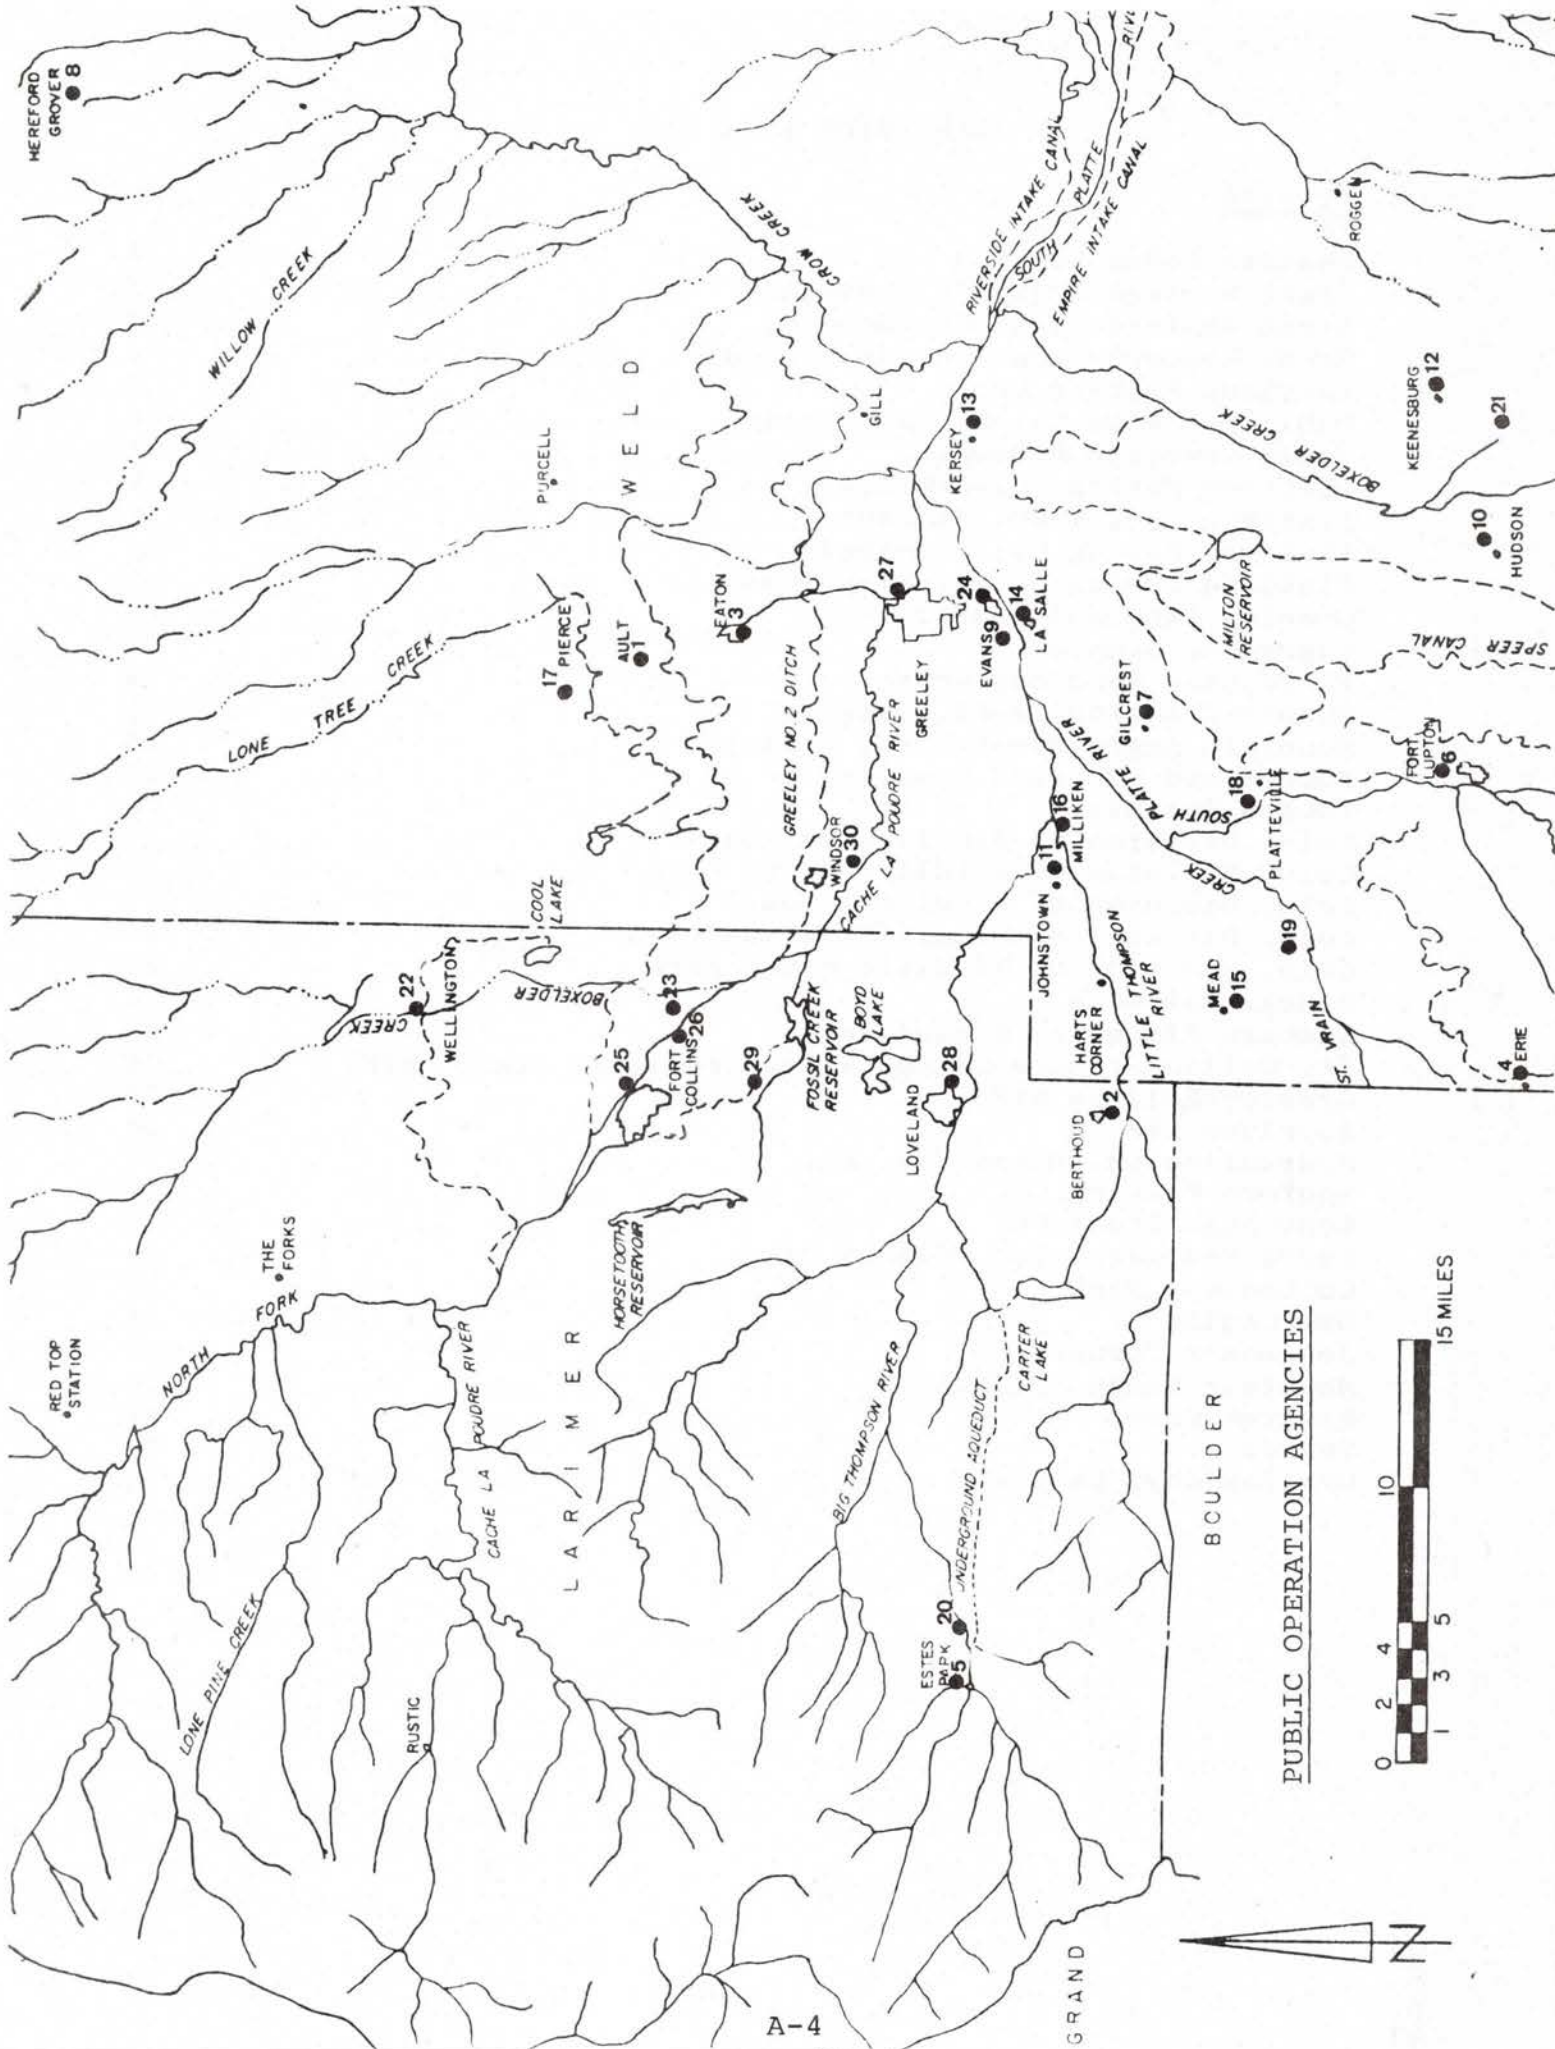 HEREFORD
GROVER
8
WILLOW CREEK
CROW CREEK
LONE TREE CREEK
PURCELL
W E L D
17
PIERCE
AULT
1
EATON
3
GILL
GREELEY NO. 2 DITCH
RIVERSIDE INTAKE CANAL
SOUTH PLATTE RIVE
EMPIRE INTAKE CANAL
KERSEY
13
27
24
14
LA SALLE
EVANS
9
GREELEY
CACHE LA POUDRE RIVER
WINDSOR
30
ROGGEN
KEENESBURG
12
21
BOXELDER CREEK
10
HUDSON
MILTON
RESERVOIR
SPEER CANAL
GILCREST
7
SOUTH PLATTE RIVER
18
PLATTEVILLE
FORT
LUPTON
6
16
MILLIKEN
11
JOHNSTOWN
ST. VRAIN CREEK
19
MEAD
15
HARTS
CORNER
LITTLE THOMPSON
RIVER
4
ERIE
COOL
LAKE
22
WELLINGTON
BOXELDER CREEK
23
26
FORT
COLLINS
25
29
FOSSIL CREEK
RESERVOIR
BOYD
LAKE
28
LOVELAND
2
BERTHOUD
THE
FORKS
RED TOP
STATION
NORTH FORK
HORSETOOTH
RESERVOIR
CACHE LA POUDRE RIVER
L A R I M E R
LONE PINE CREEK
RUSTIC
BIG THOMPSON RIVER
UNDERGROUND AQUEDUCT
CARTER
LAKE
20
ESTES
PARK
5
BOULDER
GRAND
PUBLIC OPERATION AGENCIES
0 1 2 3 4 5 10 15 MILES
N
A-4